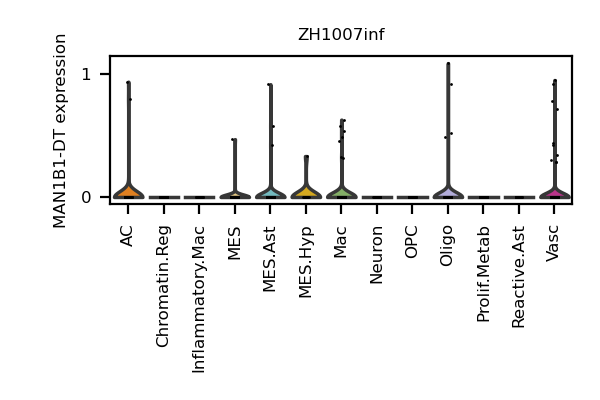 ZH1007inf
MAN1B1-DT expression
1
0
AC
Chromatin.Reg
Inflammatory.Mac
MES
MES.Ast
MES.Hyp
Mac
Neuron
OPC
Oligo
Prolif.Metab
Reactive.Ast
Vasc